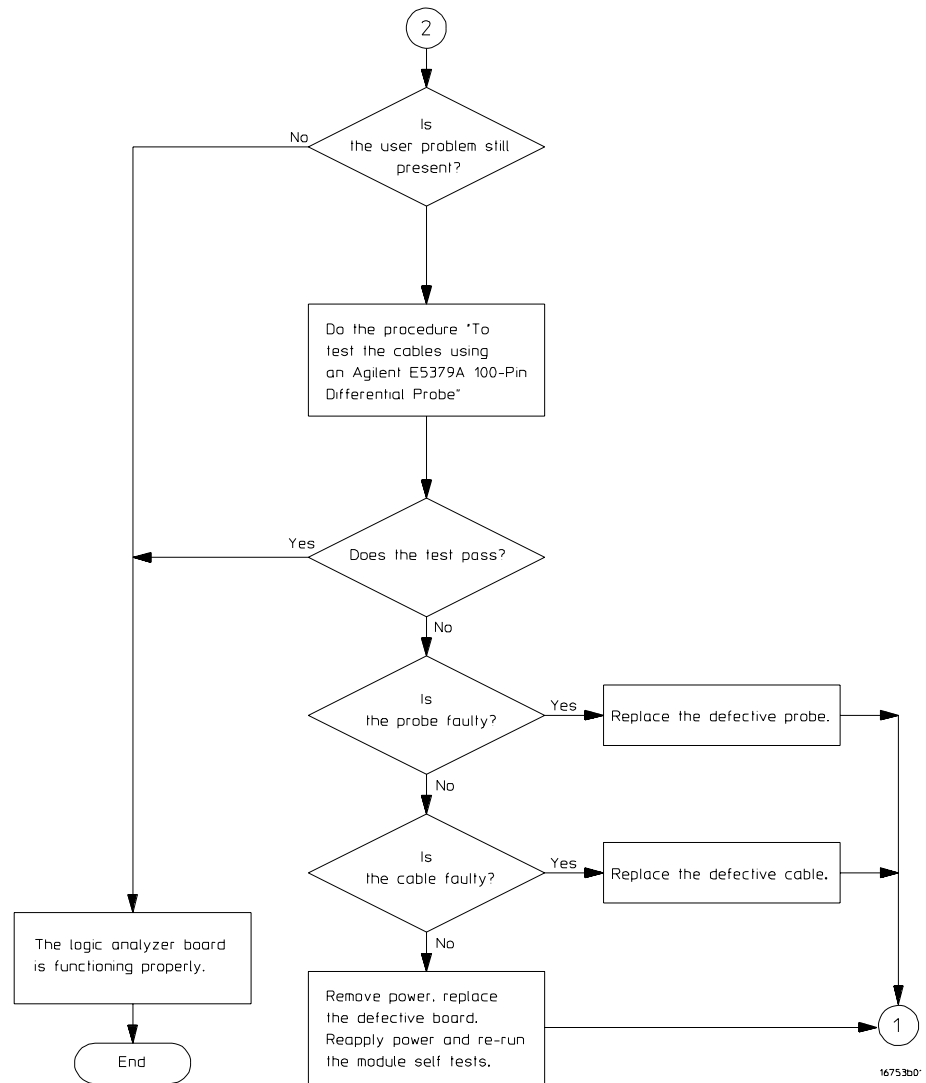 2
Is
the user problem still
present?
No
Do the procedure "To
test the cables using
an Agilent E5379A 100-Pin
Differential Probe"
Yes
Does the test pass?
No
Is
the probe faulty?
Yes
Replace the defective probe.
No
Is
the cable faulty?
Yes
Replace the defective cable.
No
The logic analyzer board
is functioning properly.
Remove power, replace
the defective board.
Reapply power and re-run
the module self tests.
1
End